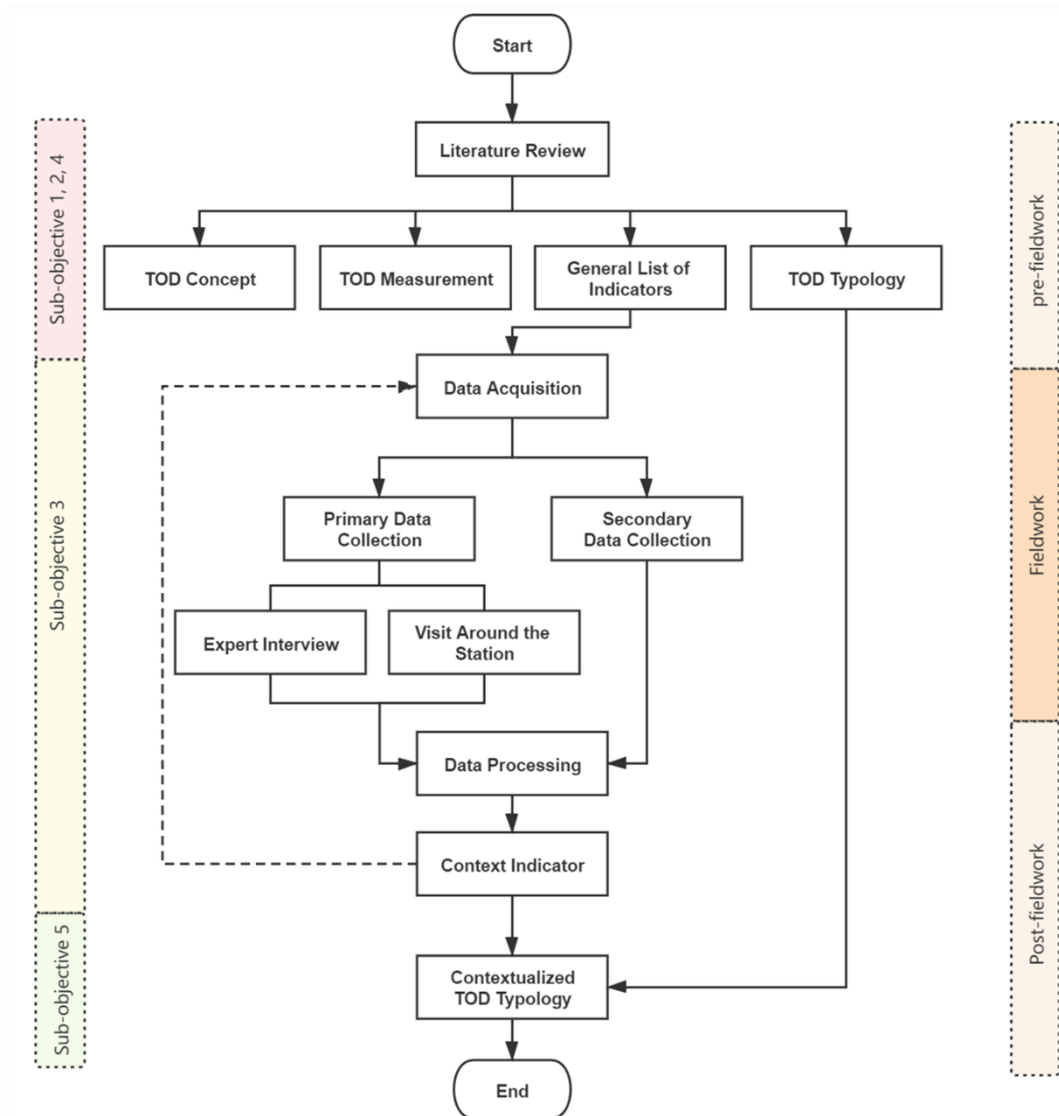 Start
Literature Review
Sub-objective 1, 2, 4
pre-fieldwork
TOD Concept
TOD Measurement
General List of
Indicators
TOD Typology
Data Acquisition
Sub-objective 3
Fieldwork
Primary Data
Collection
Secondary
Data Collection
Expert Interview
Visit Around the
Station
Data Processing
Context Indicator
Post-fieldwork
Sub-objective 5
Contextualized
TOD Typology
End